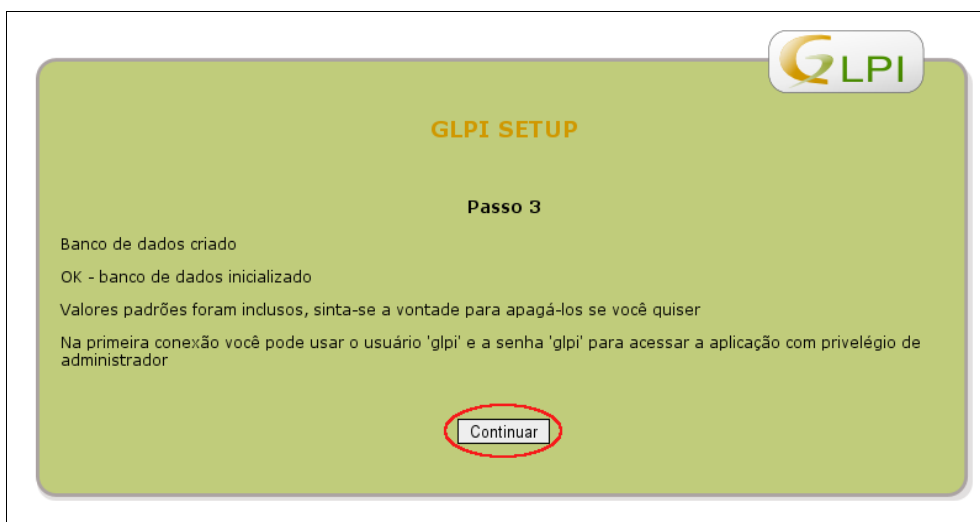 GLPI
GLPI SETUP
Passo 3
Banco de dados criado
OK - banco de dados inicializado
Valores padrões foram inclusos, sinta-se a vontade para apagá-los se você quiser
Na primeira conexão você pode usar o usuário 'glpi' e a senha 'glpi' para acessar a aplicação com privelégio de
administrador
Continuar